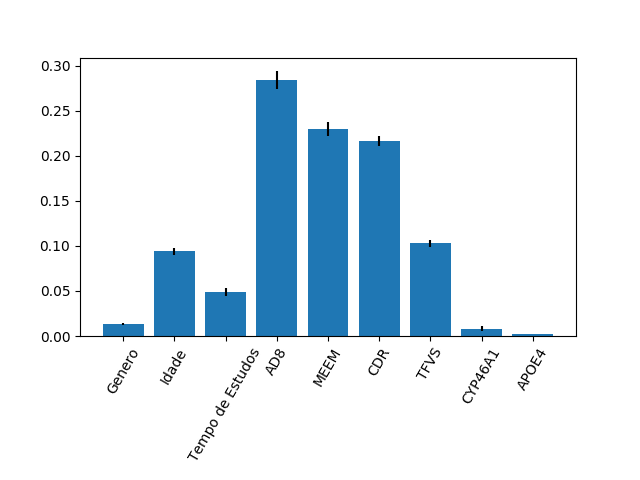 0.30
0.25
0.20
0.15
0.10
0.05
0.00
Genero
Idade
Tempo de Estudos
AD8
MEEM
CDR
TFVS
CYP46A1
APOE4